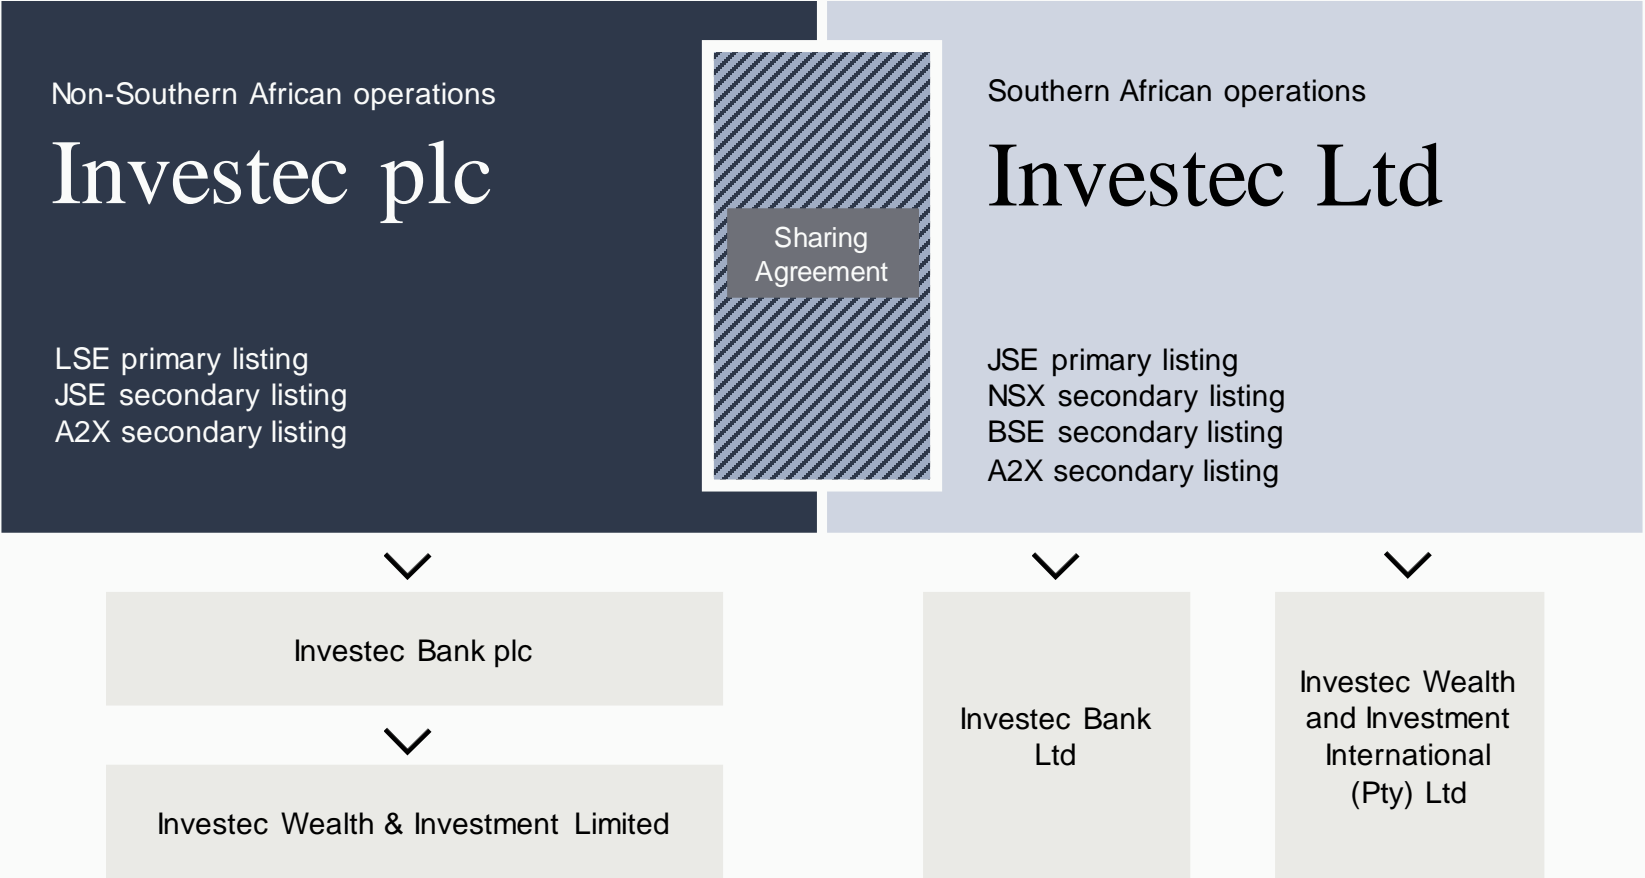 Non-Southern African operations
Investec plc
LSE primary listing
JSE secondary listing
A2X secondary listing
Sharing
Agreement
Southern African operations
Investec Ltd
JSE primary listing
NSX secondary listing
BSE secondary listing
A2X secondary listing
Investec Bank plc
Investec Wealth & Investment Limited
Investec Bank
Ltd
Investec Wealth
and Investment
International
(Pty) Ltd